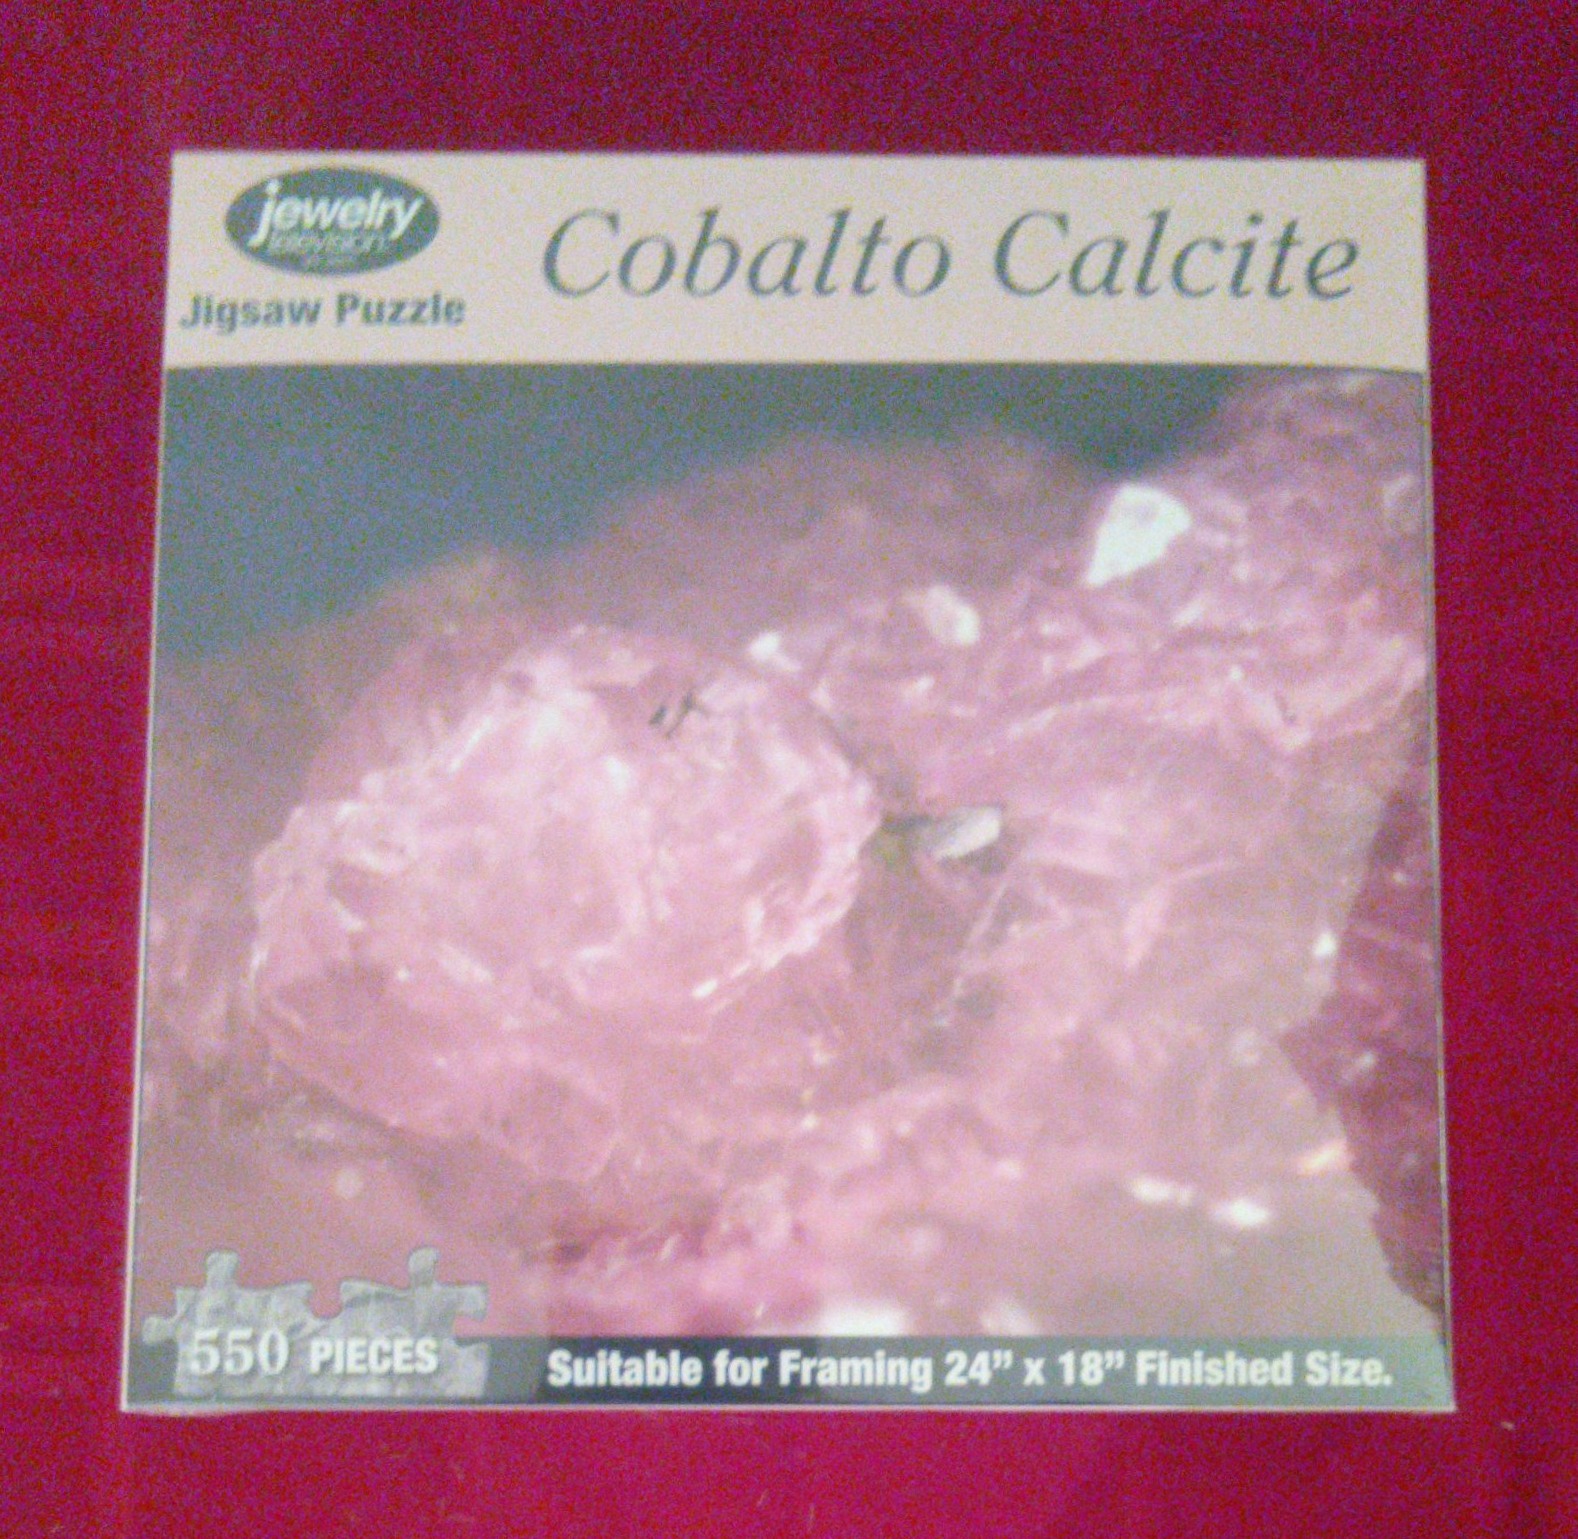 jewelry
television
Jigsaw Puzzle
Cobalto Calcite
550 PIECES
Suitable for Framing 24” x 18” Finished Size.